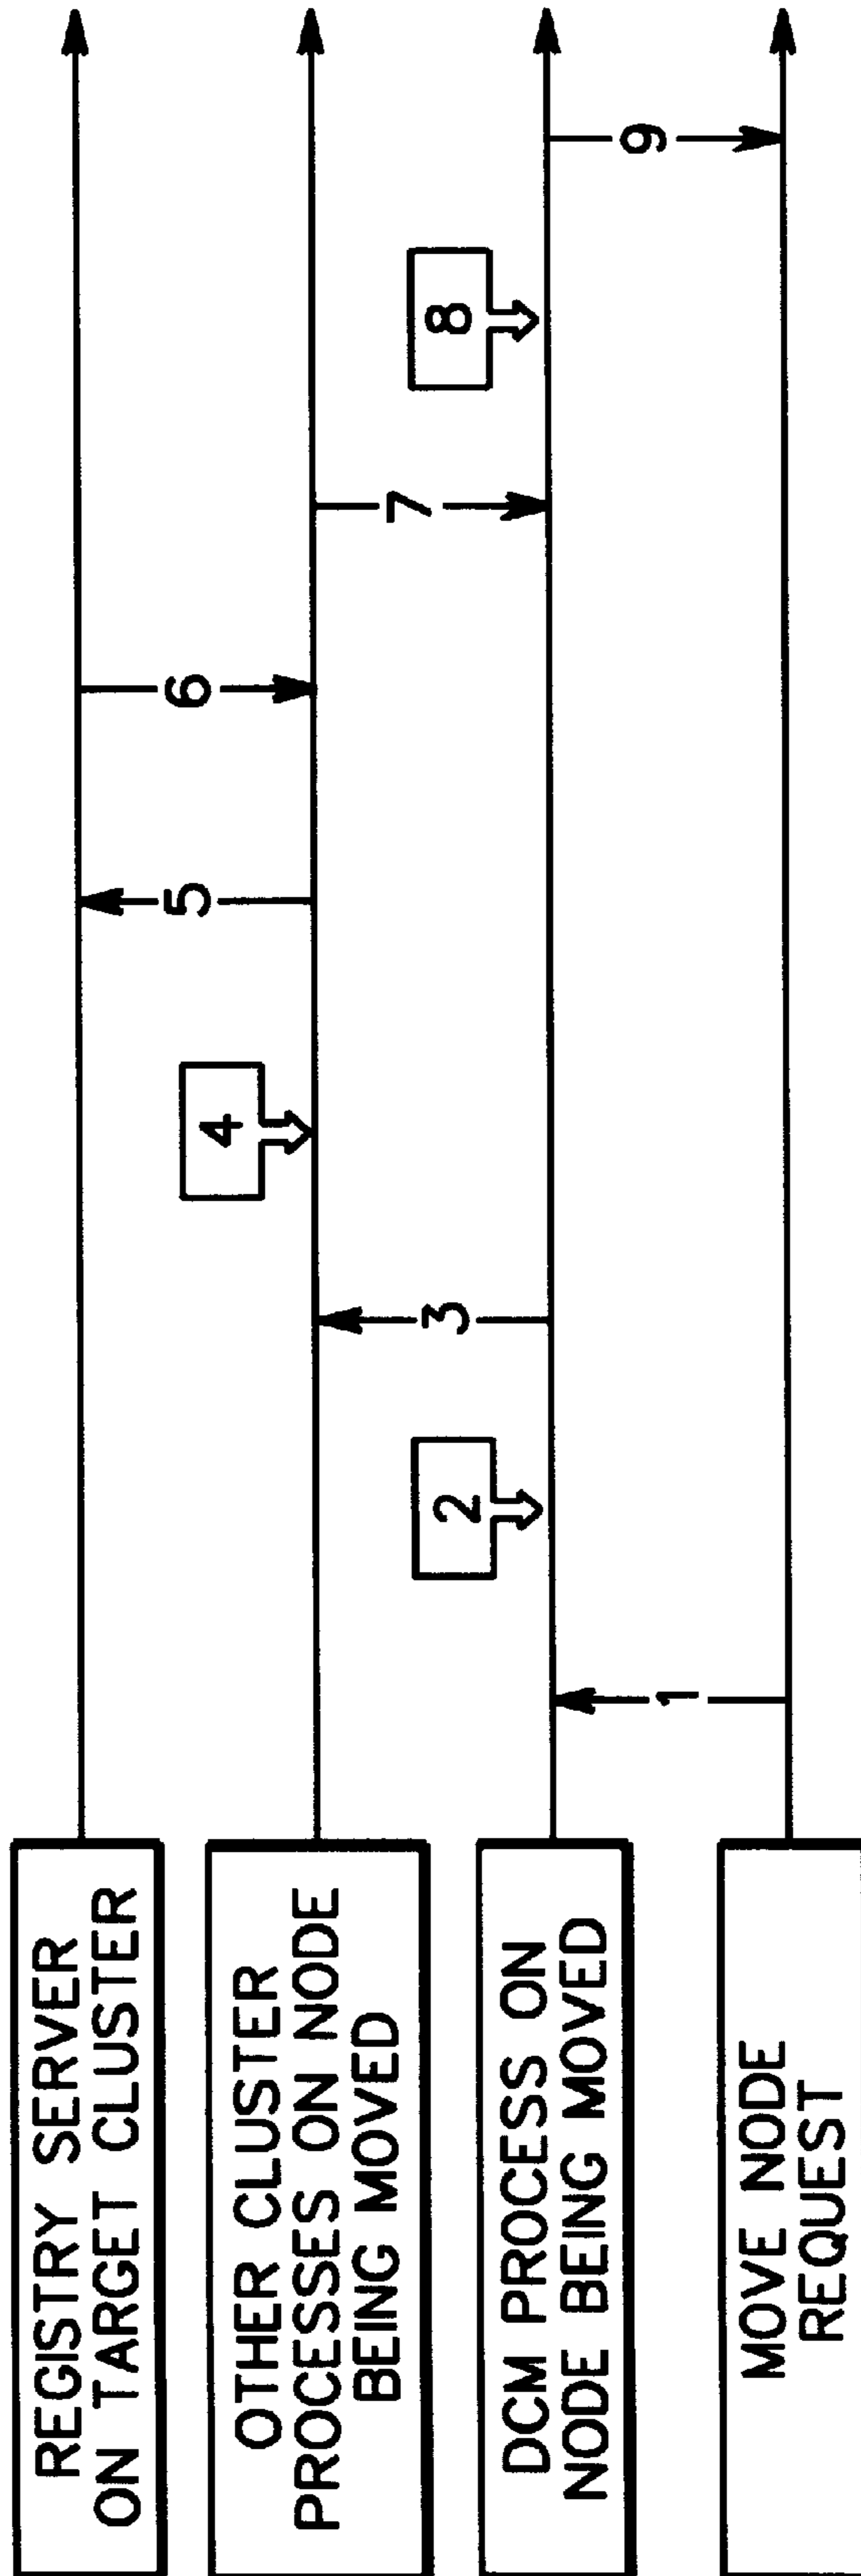 REGISTRY SERVER
ON TARGET CLUSTER
OTHER CLUSTER
PROCESSES ON NODE
BEING MOVED
DCM PROCESS ON
NODE BEING MOVED
MOVE NODE
REQUEST
1
2
3
4
5
6
7
8
9